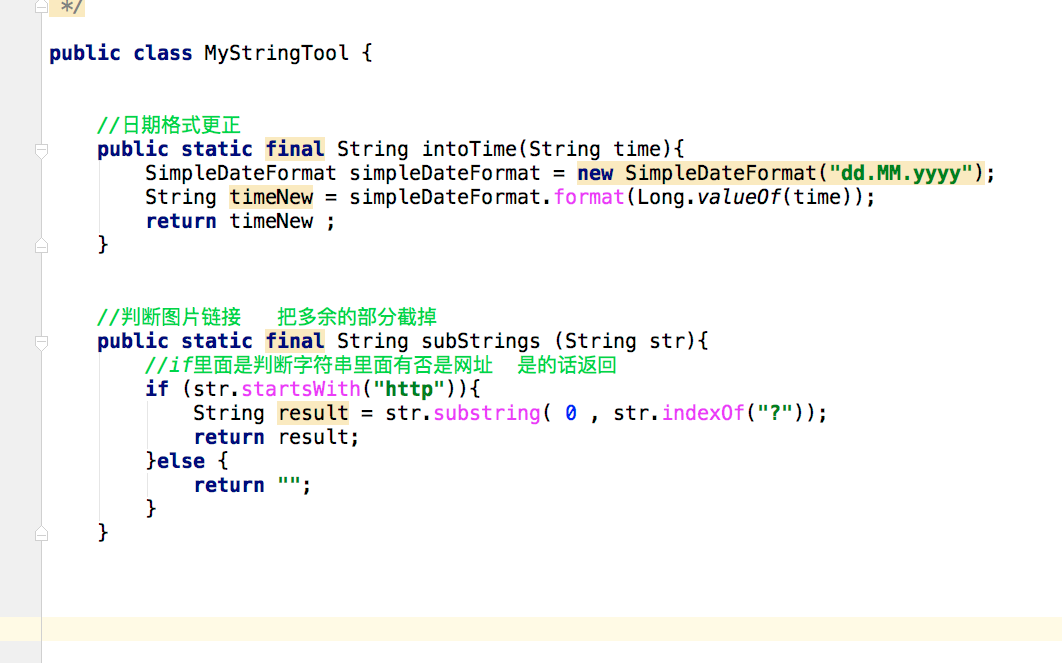 */
public class MyStringTool {
//日期格式更正
public static final String intoTime(String time){
SimpleDateFormat simpleDateFormat = new SimpleDateFormat("dd.MM.yyyy");
String timeNew = simpleDateFormat.format(Long.valueOf(time));
return timeNew ;
}
//判断图片链接   把多余的部分截掉
public static final String subStrings (String str){
//if里面是判断字符串里面有否是网址  是的话返回
if (str.startsWith("http")){
String result = str.substring( 0 , str.indexOf("?"));
return result;
}else {
return "";
}
}